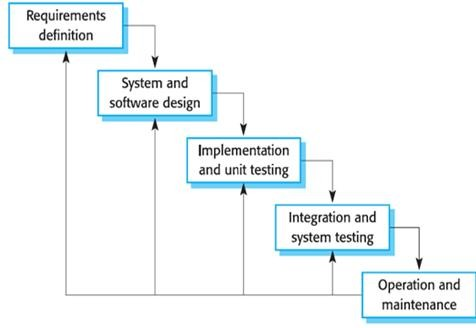 Requirements
definition
System and
software design
Implementation
and unit testing
Integration and
system testing
Operation and
maintenance